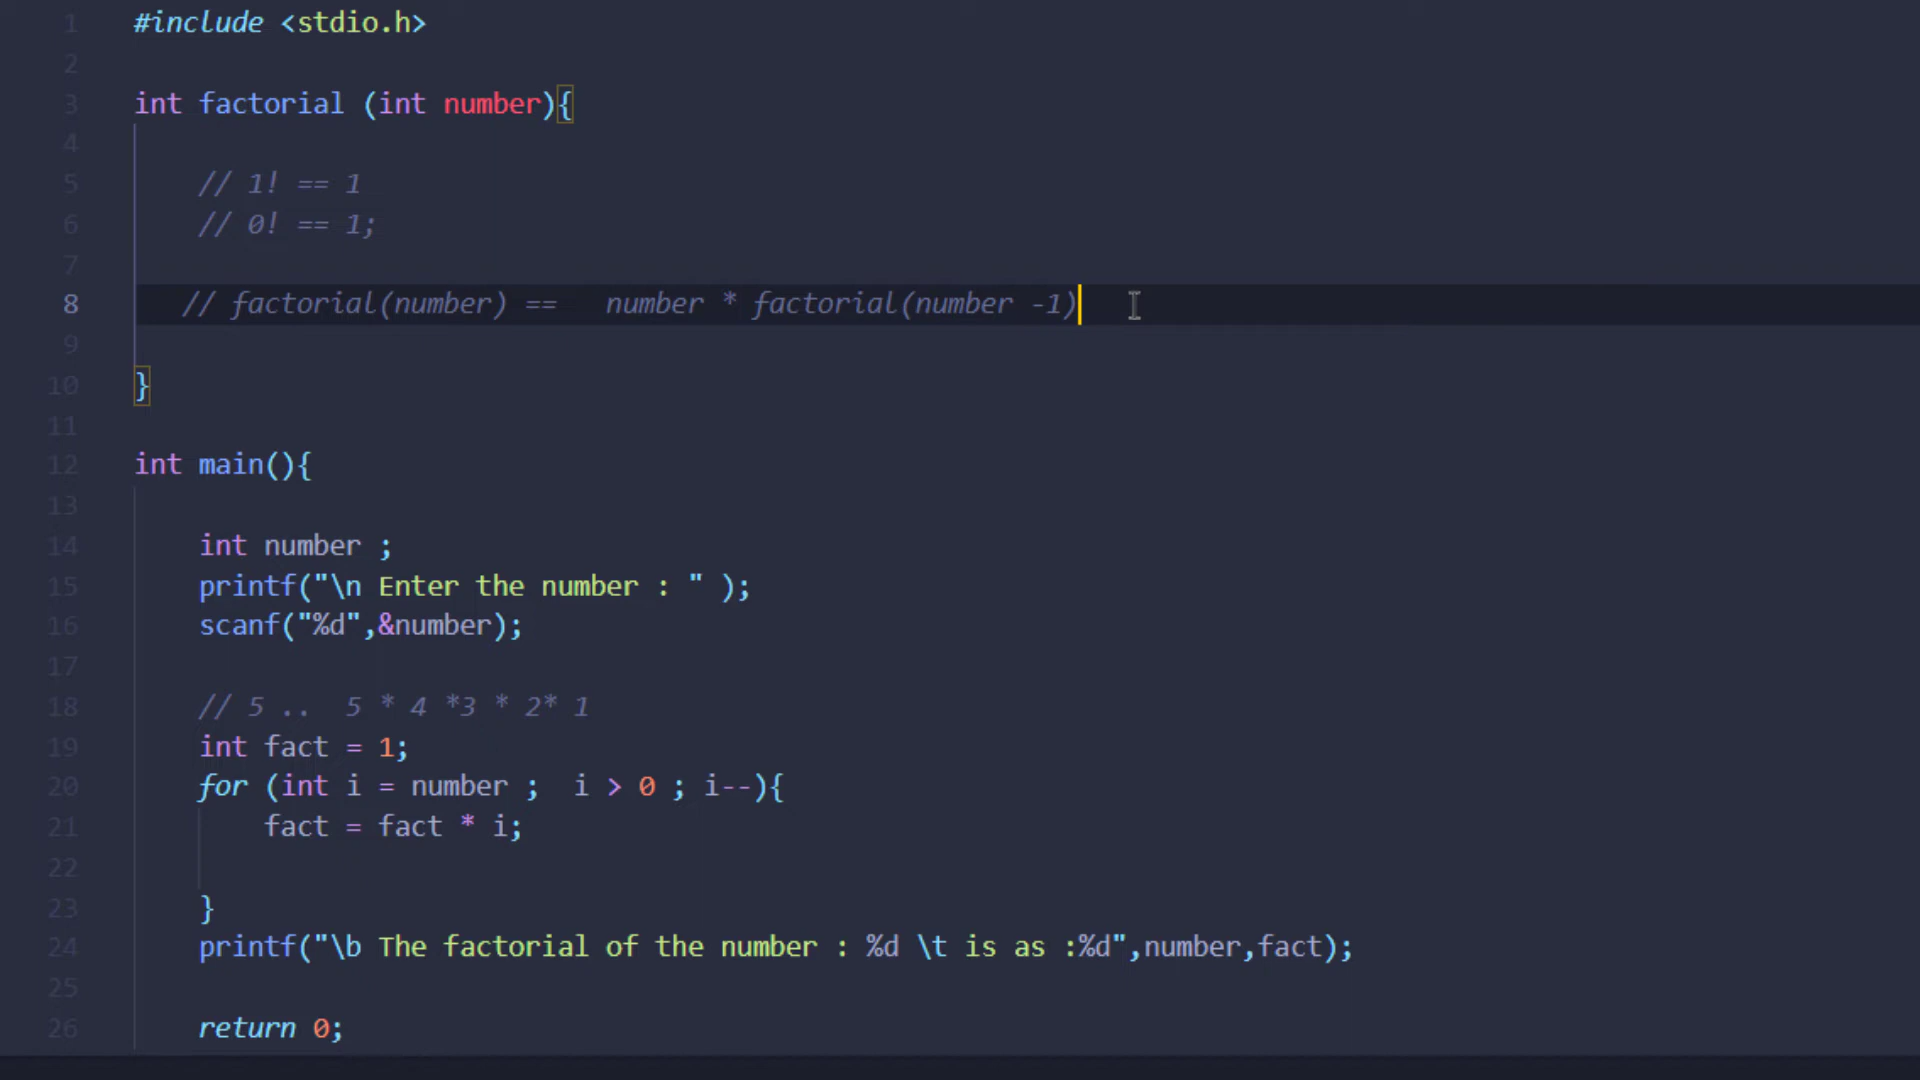 1 #include <stdio.h>
2
3 int factorial (int number){
4
5 // 1! == 1
6 // 0! == 1;
7
8 // factorial(number) == number * factorial(number -1)
9
10 }
11
12 int main(){
13
14 int number ;
15 printf("\n Enter the number : " );
16 scanf("%d",&number);
17
18 // 5 .. 5 * 4 *3 * 2* 1
19 int fact = 1;
20 for (int i = number ; i > 0 ; i--){
21 fact = fact * i;
22
23 }
24 printf("\b The factorial of the number : %d \t is as :%d",number,fact);
25
26 return 0;